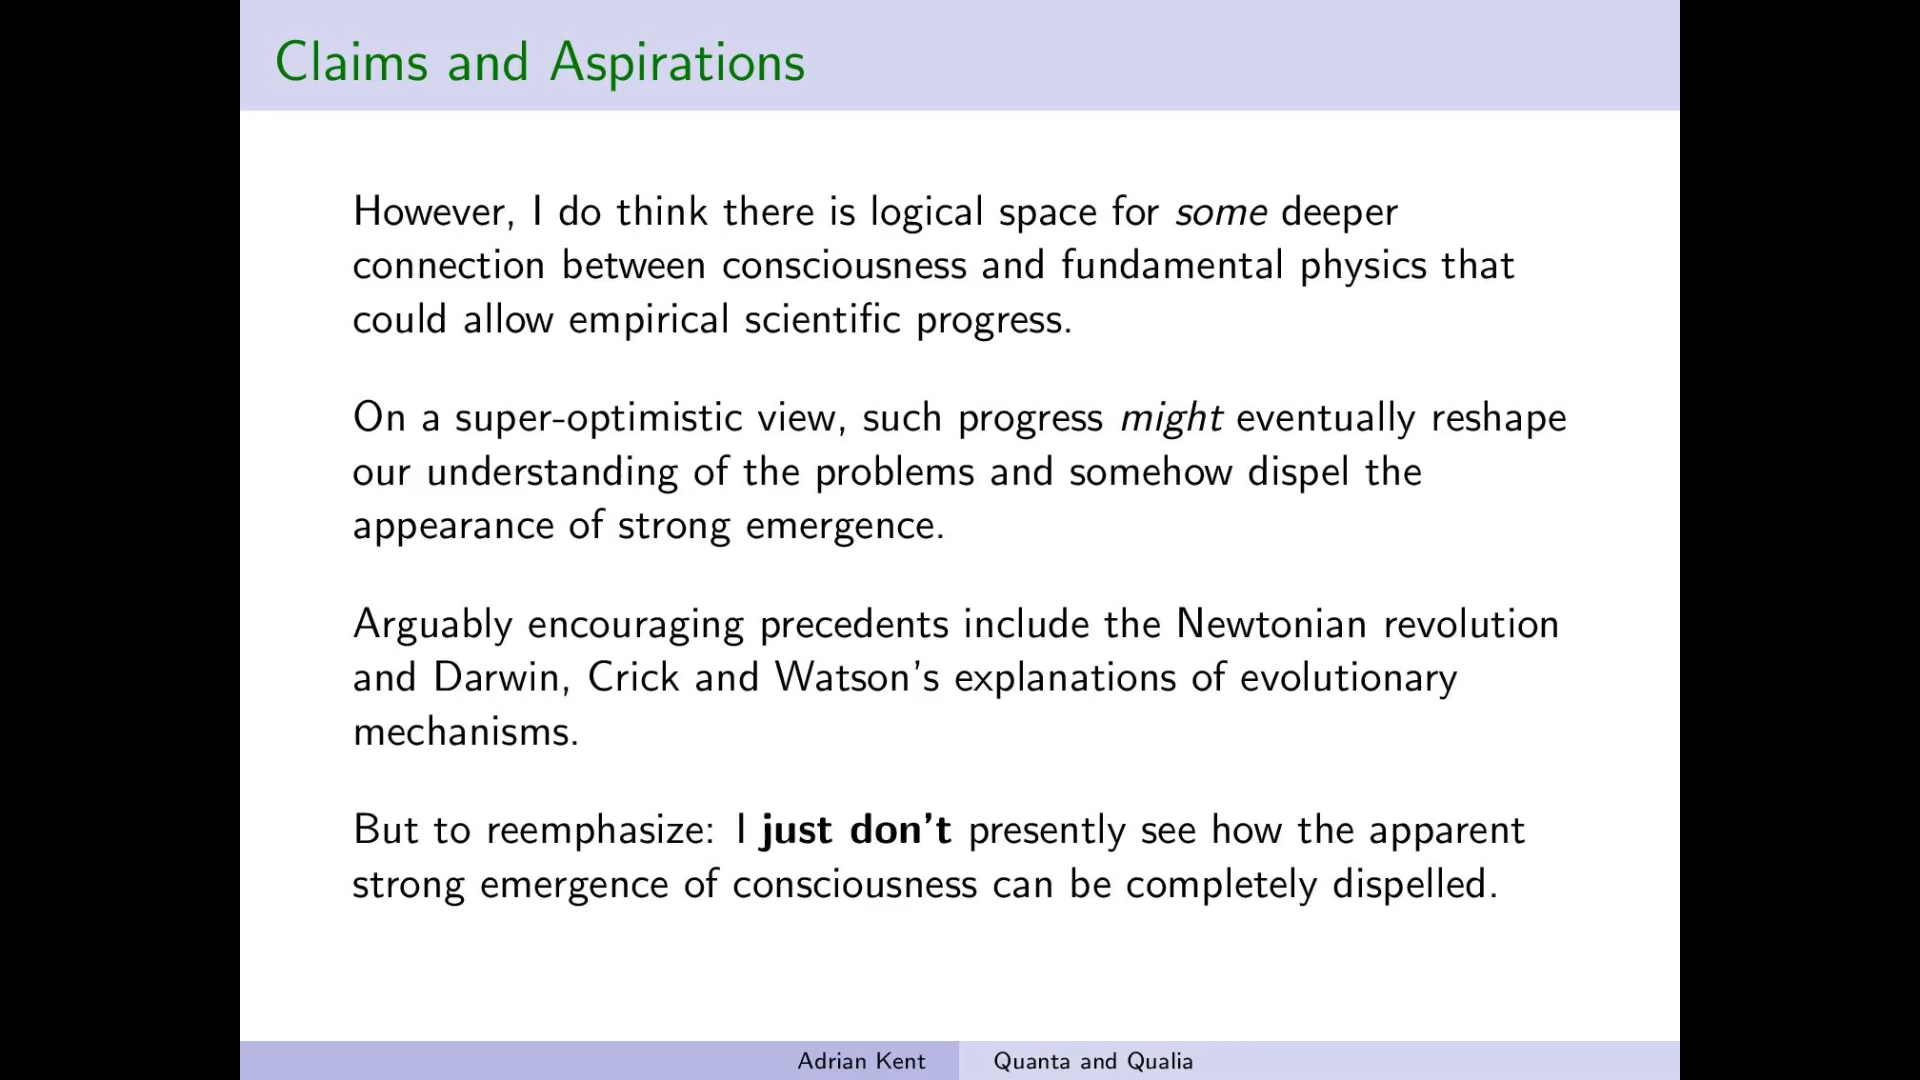 Claims and Aspirations
However, I do think there is logical space for some deeper
connection between consciousness and fundamental physics that
could allow empirical scientific progress.
On a super-optimistic view, such progress might eventually reshape
our understanding of the problems and somehow dispel the
appearance of strong emergence.
Arguably encouraging precedents include the Newtonian revolution
and Darwin, Crick and Watson's explanations of evolutionary
mechanisms.
But to reemphasize: I just don't presently see how the apparent
strong emergence of consciousness can be completely dispelled.
Adrian Kent Quanta and Qualia